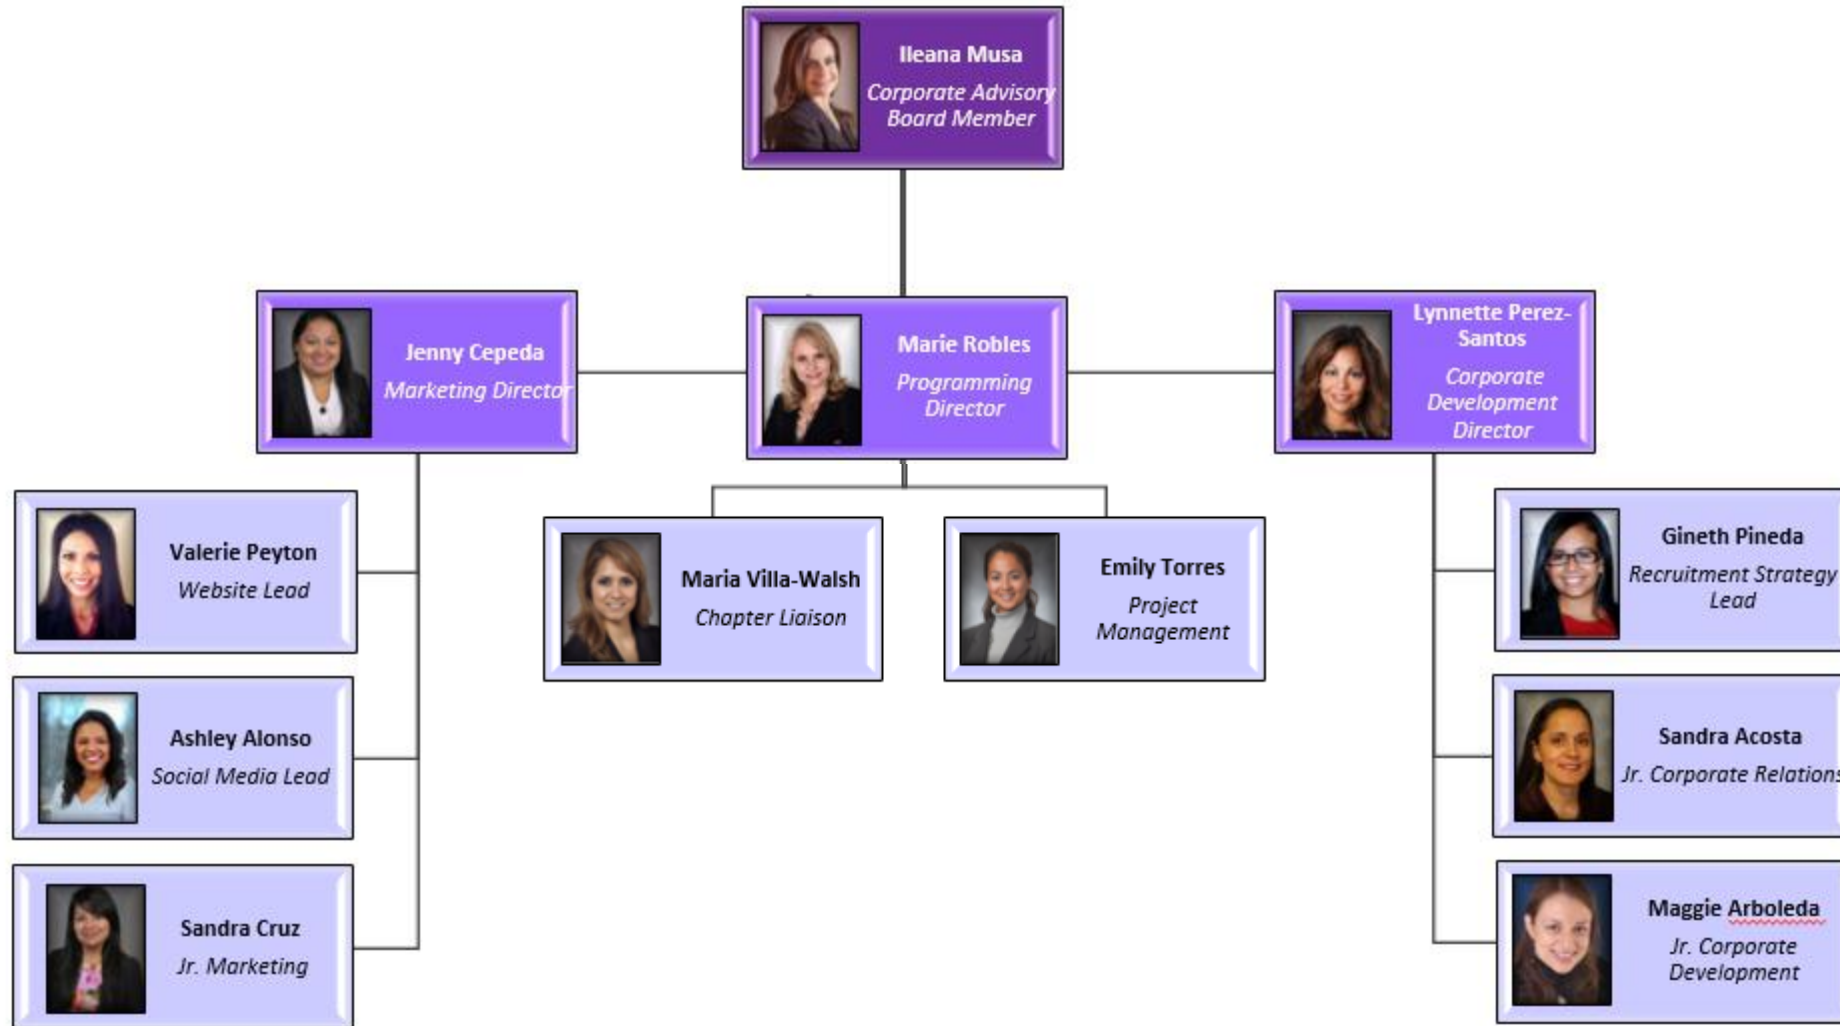 Ileana Musa
Corporate Advisory
Board Member
Jenny Cepeda
Marketing Director
Marie Robles
Programming
Director
Lynnette Perez-
Santos
Corporate
Development
Director
Valerie Peyton
Website Lead
Ashley Alonso
Social Media Lead
Sandra Cruz
Jr. Marketing
Maria Villa-Walsh
Chapter Liaison
Emily Torres
Project
Management
Gineth Pineda
Recruitment Strategy
Lead
Sandra Acosta
Jr. Corporate Relations
Maggie Arboleda
Jr. Corporate
Development